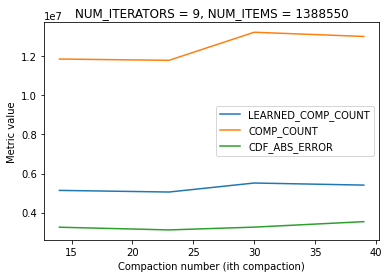 NUM_ITERATORS = 9, NUM_ITEMS = 1388550
1e7
1.2
1.0
0.8
0.6
0.4
Metric value
LEARNED_COMP_COUNT
COMP_COUNT
CDF_ABS_ERROR
15 20 25 30 35 40
Compaction number (ith compaction)